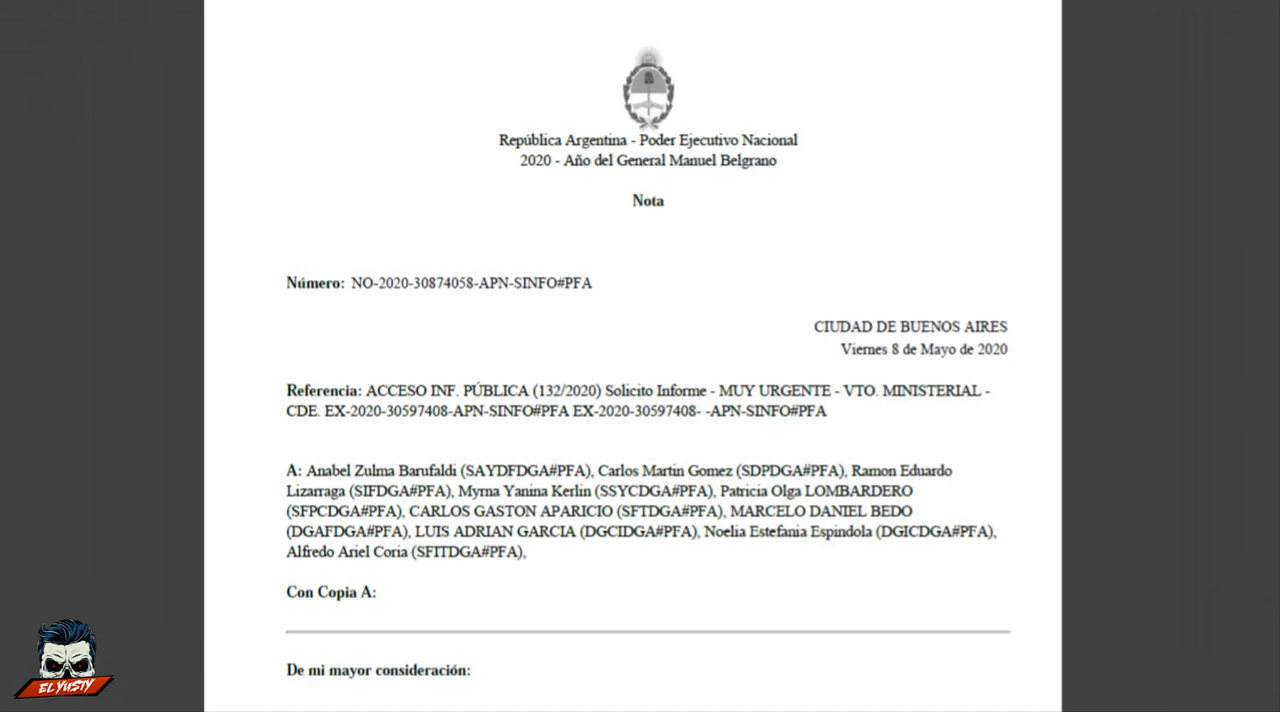 República Argentina - Poder Ejecutivo Nacional
2020 - Año del General Manuel Belgrano
Nota
Número: NO-2020-30874058-APN-SINFO#PFA
CIUDAD DE BUENOS AIRES
Viernes 8 de Mayo de 2020
Referencia: ACCESO INF. PÚBLICA (132/2020) Solicito Informe - MUY URGENTE - VTO. MINISTERIAL -
CDE. EX-2020-30597408-APN-SINFO#PFA EX-2020-30597408- -APN-SINFO#PFA
A: Anabel Zulma Barufaldi (SAYDFDGA#PFA), Carlos Martin Gomez (SDPDGA#PFA), Ramon Eduardo
Lizarraga (SIFDGA#PFA), Myrna Yanina Kerlin (SSYCDGA#PFA), Patricia Olga LOMBARDERO
(SFPCDGA#PFA), CARLOS GASTON APARICIO (SFTDGA#PFA), MARCELO DANIEL BEDO
(DGAFDGA#PFA), LUIS ADRIAN GARCIA (DGCIDGA#PFA), Noelia Estefania Espindola (DGICDGA#PFA),
Alfredo Ariel Coria (SFITDGA#PFA),
Con Copia A:
De mi mayor consideración:
EL YUSTY